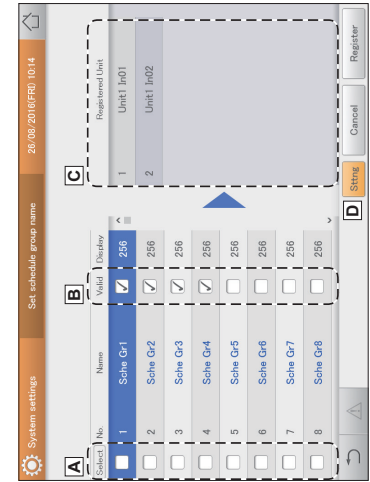 System settings Set schedule group name 26/08/2016(FRI) 10:14
A B C
Select No. Name Valid Display Registered Unit
1 Sche Gr1 256 1 Unit1 In01
2 Sche Gr2 256 2 Unit1 In02
3 Sche Gr3 256
4 Sche Gr4 256
5 Sche Gr5 256
6 Sche Gr6 256
7 Sche Gr7 256
8 Sche Gr8 256
D
Sttng Cancel Register